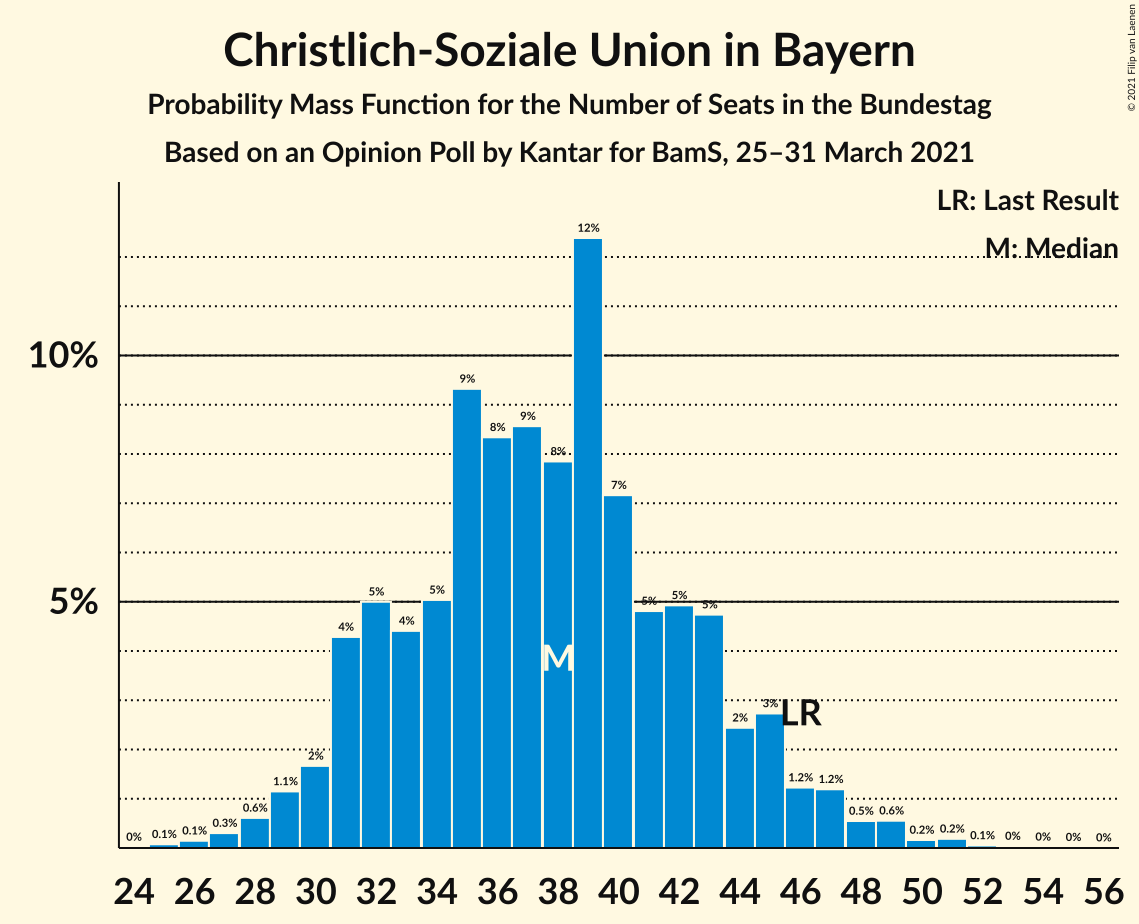 Christlich-Soziale Union in Bayern
Probability Mass Function for the Number of Seats in the Bundestag
Based on an Opinion Poll by Kantar for BamS, 25–31 March 2021
© 2021 Filip van Laenen
LR: Last Result
M: Median
10%
5%
0% 0.1% 0.1% 0.3% 0.6% 1.1% 2% 4% 5% 4% 5% 9% 8% 9% 8% 12% 7% 5% 5% 5% 2% 3% 1.2% 1.2% 0.5% 0.6% 0.2% 0.2% 0.1% 0% 0% 0% 0%
M
LR
24 26 28 30 32 34 36 38 40 42 44 46 48 50 52 54 56